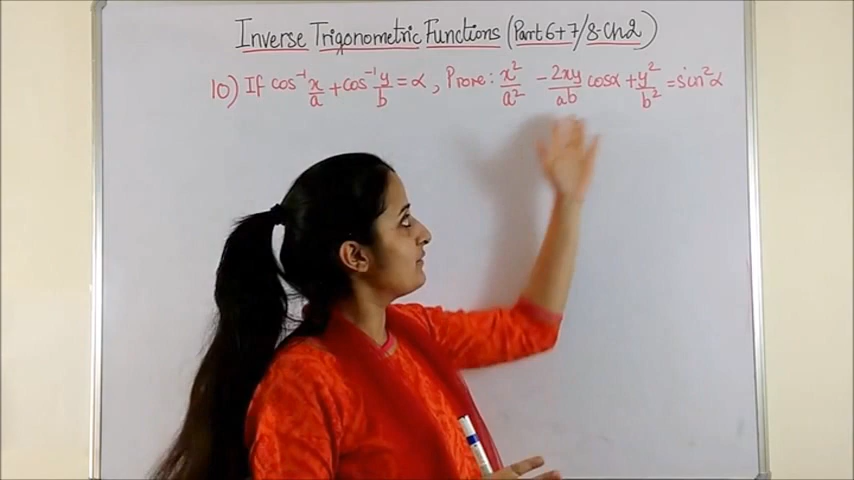 Inverse Trigonometric Functions (Part 6+7/8-Ch2)
10) If cos⁻¹ x/a + cos⁻¹ y/b = α, Prove: x²/a² - 2xy/ab cosα + y²/b² = sin²α